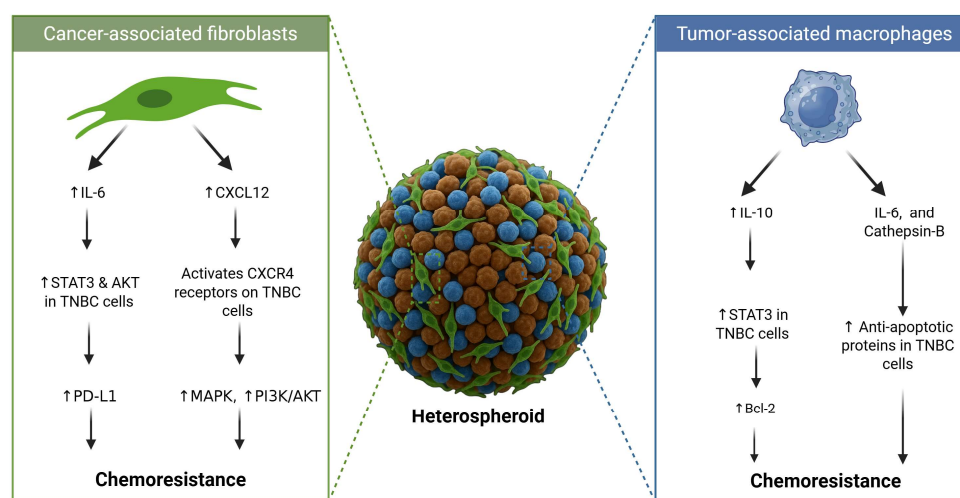 Cancer-associated fibroblasts
↑IL-6
↑CXCL12
↑STAT3 & AKT
in TNBC cells
Activates CXCR4
receptors on TNBC
cells
↑PD-L1
↑MAPK, ↑PI3K/AKT
Chemoresistance
Heterospheroid
Tumor-associated macrophages
↑IL-10
IL-6, and
Cathepsin-B
↑STAT3 in
TNBC cells
↑ Anti-apoptotic
proteins in TNBC
cells
↑Bcl-2
Chemoresistance